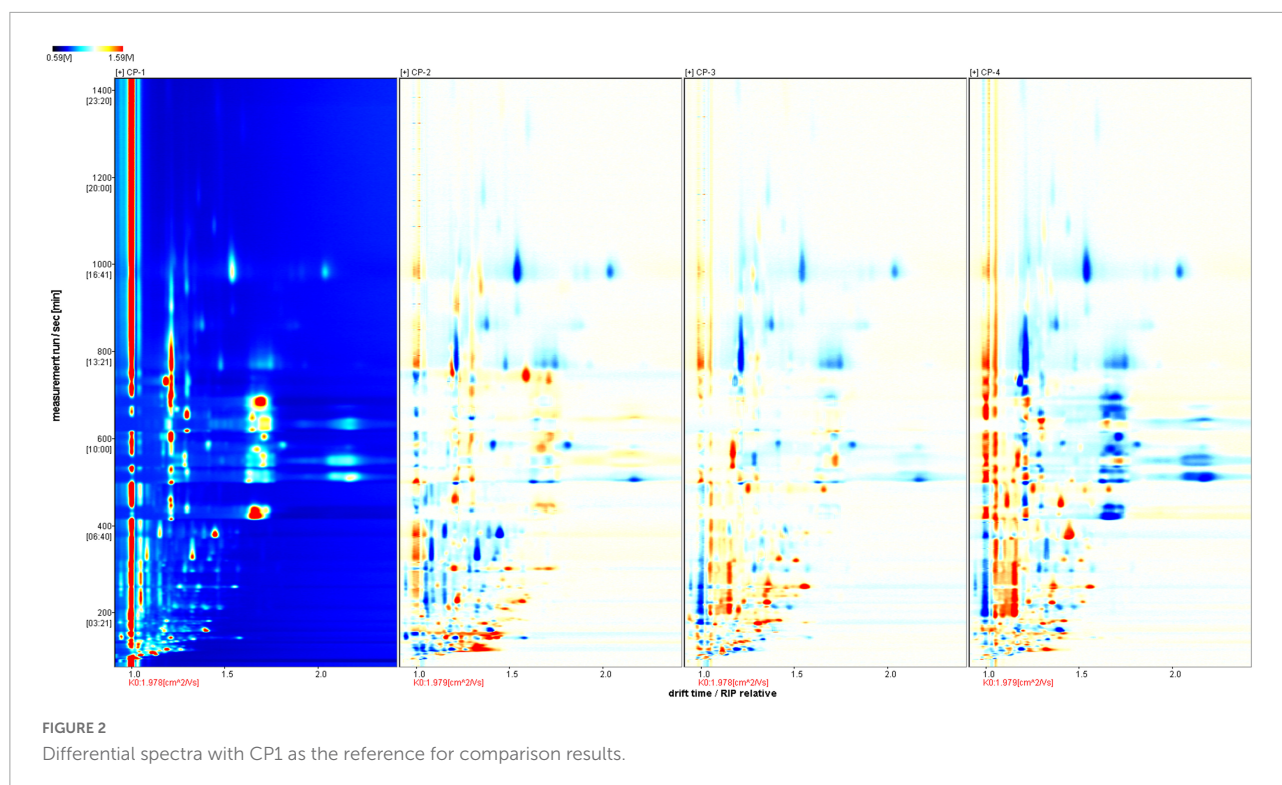 0.59[V] 1.59[V]
[+] CP-1 [+] CP-2 [+] CP-3 [+] CP-4
measurement run / sec [min]
1400
[23:20]
1200
[20:00]
1000
[16:41]
800
[13:21]
600
[10:00]
400
[06:40]
200
[03:21]
1.0 1.5 2.0 1.0 1.5 2.0 1.0 1.5 2.0 1.0 1.5 2.0
K0:1.978[cm^2/Vs] K0:1.979[cm^2/Vs] K0:1.978[cm^2/Vs] K0:1.979[cm^2/Vs]
drift time / RIP relative
FIGURE 2
Differential spectra with CP1 as the reference for comparison results.